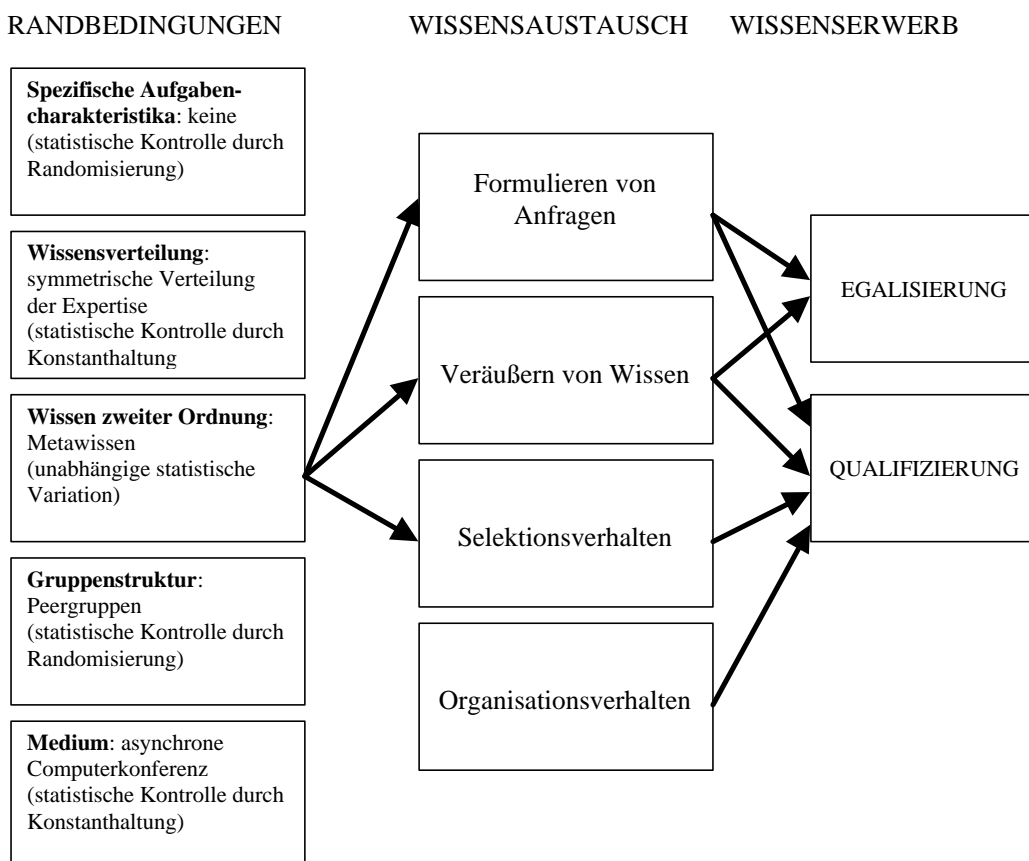 RANDBEDINGUNGEN
WISSENSAUSTAUSCH
WISSENSERWERB
Spezifische Aufgaben-
charakteristika: keine
(statistische Kontrolle durch
Randomisierung)
Wissensverteilung:
symmetrische Verteilung
der Expertise
(statistische Kontrolle durch
Konstanthaltung
Wissen zweiter Ordnung:
Metawissen
(unabhängige statistische
Variation)
Gruppenstruktur:
Peergruppen
(statistische Kontrolle durch
Randomisierung)
Medium: asynchrone
Computerkonferenz
(statistische Kontrolle durch
Konstanthaltung)
Formulieren von
Anfragen
Veräußern von Wissen
Selektionsverhalten
Organisationsverhalten
EGALISIERUNG
QUALIFIZIERUNG